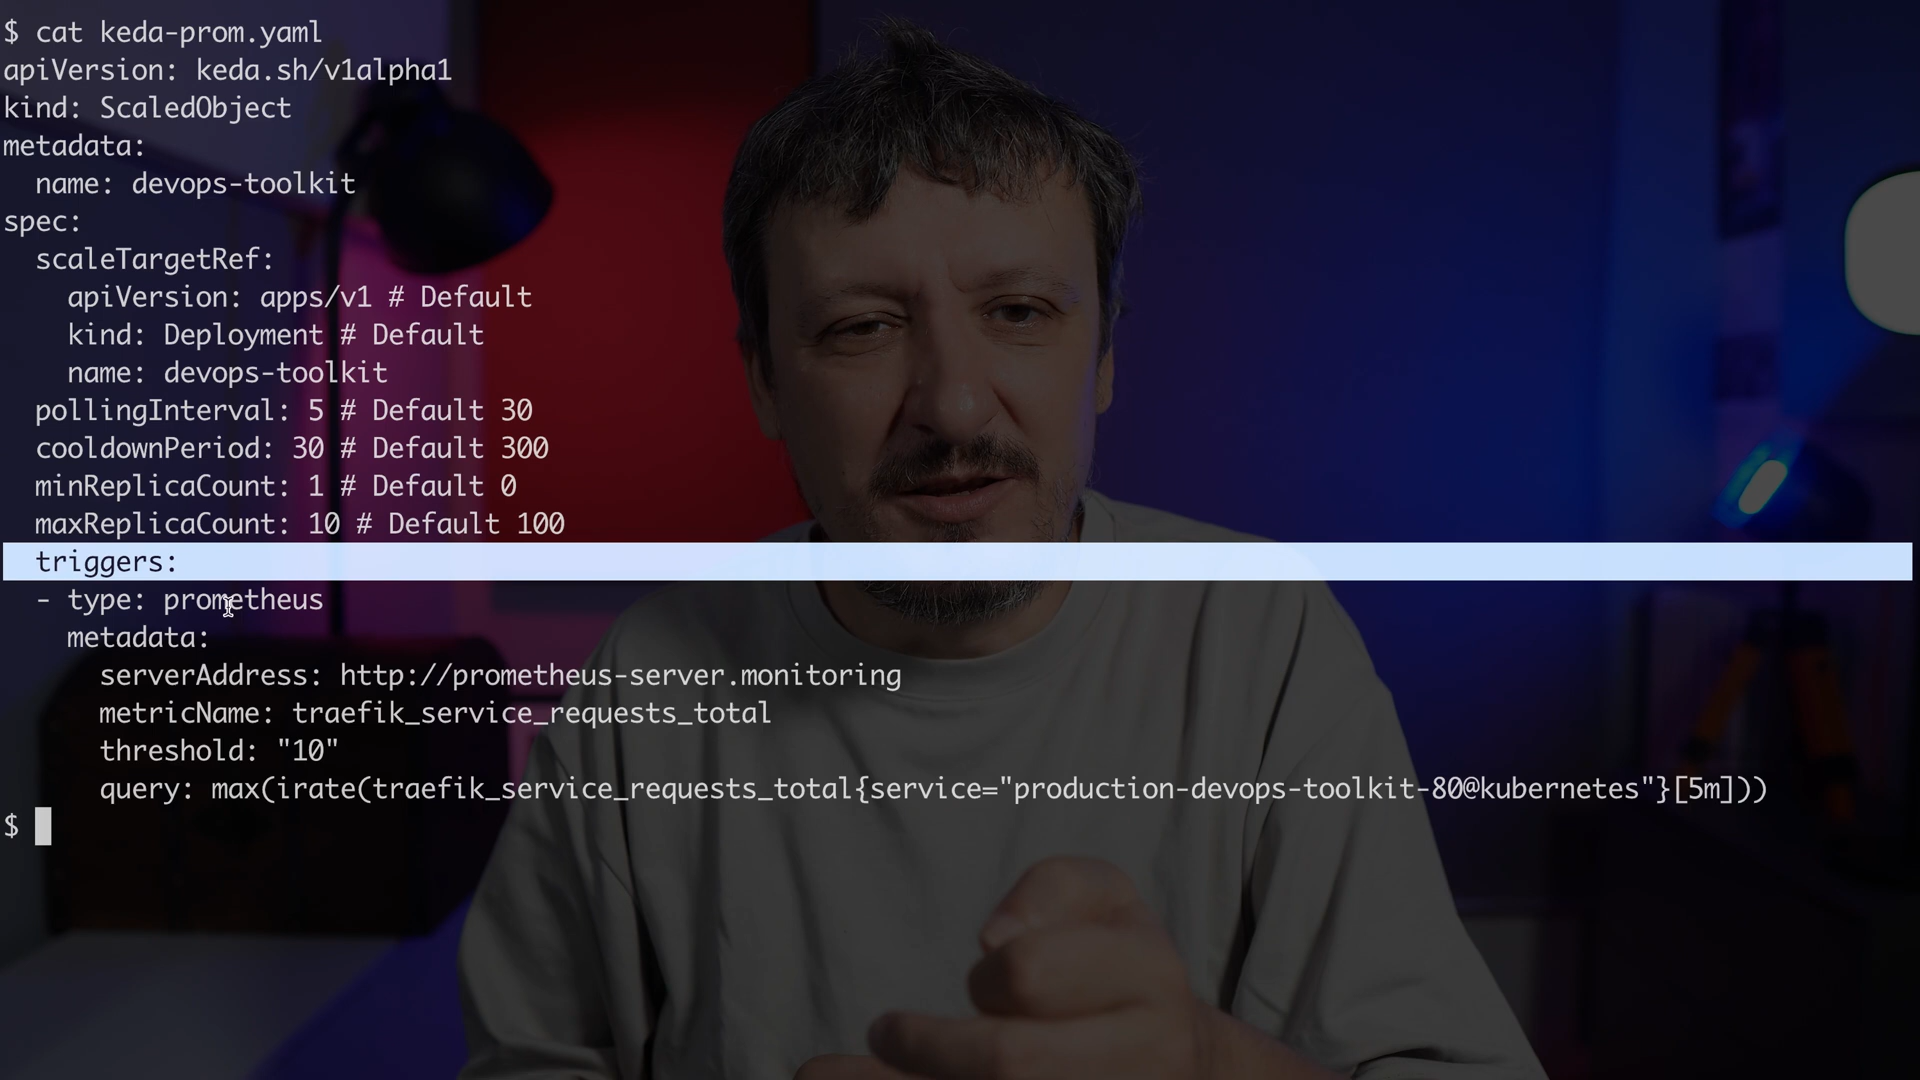 $ cat keda-prom.yaml
apiVersion: keda.sh/v1alpha1
kind: ScaledObject
metadata:
  name: devops-toolkit
spec:
  scaleTargetRef:
    apiVersion: apps/v1 # Default
    kind: Deployment # Default
    name: devops-toolkit
  pollingInterval: 5 # Default 30
  cooldownPeriod: 30 # Default 300
  minReplicaCount: 1 # Default 0
  maxReplicaCount: 10 # Default 100
  triggers:
  - type: prometheus
    metadata:
      serverAddress: http://prometheus-server.monitoring
      metricName: traefik_service_requests_total
      threshold: "10"
      query: max(irate(traefik_service_requests_total{service="production-devops-toolkit-80@kubernetes"}[5m]))
$